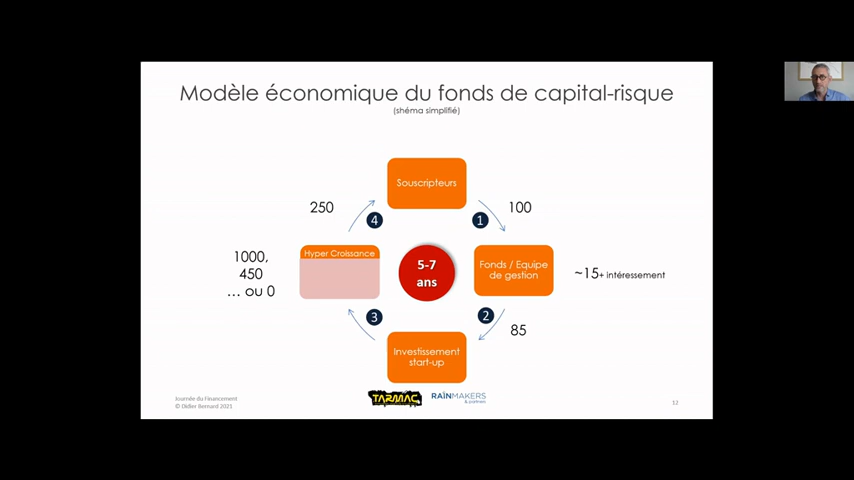 Modèle économique du fonds de capital-risque
(shéma simplifié)
Souscripteurs
250
4
1
100
1000,
450
... ou 0
Hyper Croissance
5-7
ans
Fonds / Equipe
de gestion
~15+ intéressement
3
2
85
Investissement
start-up
Journée du Financement
© Didier Bernard 2021
TARMAC
RAINMAKERS
& partners
12